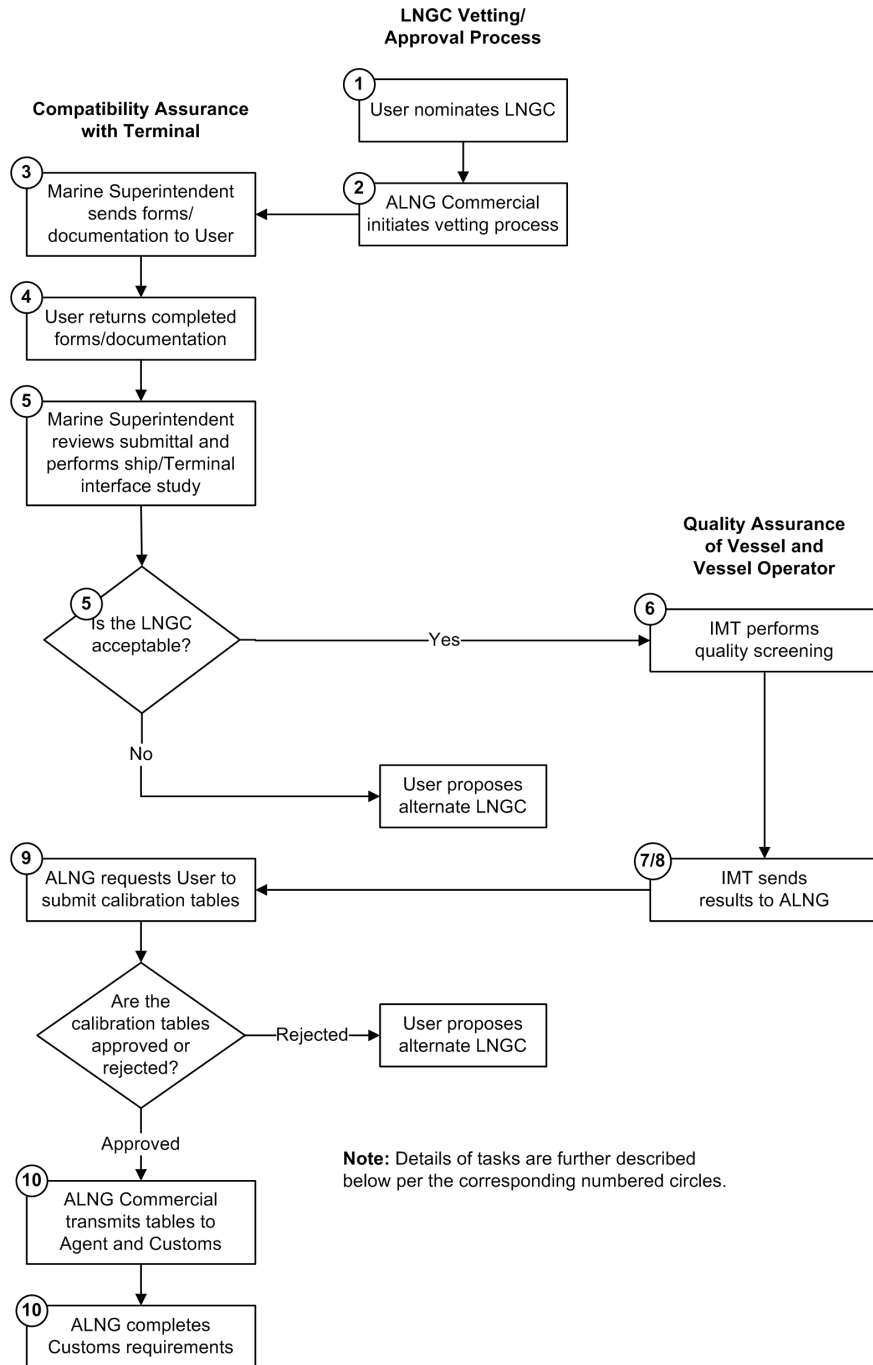 LNGC Vetting/
Approval Process
1
User nominates LNGC
Compatibility Assurance
with Terminal
2
ALNG Commercial
initiates vetting process
3
Marine Superintendent
sends forms/
documentation to User
4
User returns completed
forms/documentation
5
Marine Superintendent
reviews submittal and
performs ship/Terminal
interface study
Quality Assurance
of Vessel and
Vessel Operator
5
Is the LNGC
acceptable?
Yes
6
IMT performs
quality screening
No
User proposes
alternate LNGC
7/8
IMT sends
results to ALNG
9
ALNG requests User to
submit calibration tables
Are the
calibration tables
approved or
rejected?
Rejected
User proposes
alternate LNGC
Approved
Note: Details of tasks are further described
below per the corresponding numbered circles.
10
ALNG Commercial
transmits tables to
Agent and Customs
10
ALNG completes
Customs requirements